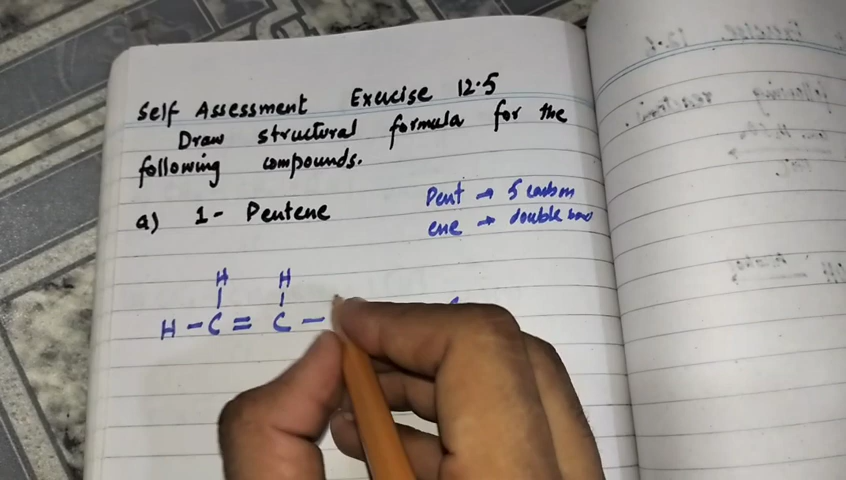 Self Assessment Exercise 12.5
Draw structural formula for the
following compounds.
Pent → 5 carbon
a) 1- Pentene
ene → double
H H
H - C = C -